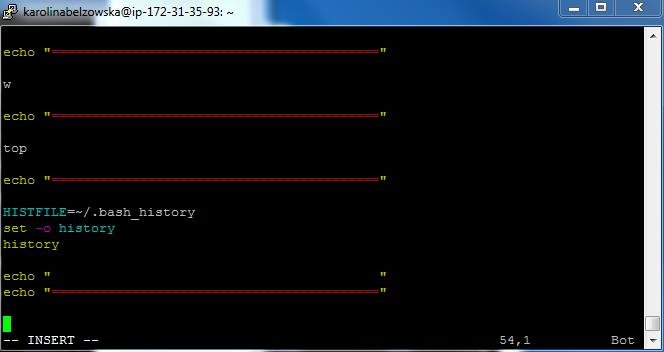 karolinabelzowska@ip-172-31-35-93: ~
echo "=========================================="
w
echo "=========================================="
top
echo "=========================================="
HISTFILE=~/.bash_history
set -o history
history
echo "                                          "
echo "=========================================="
-- INSERT --                                                  54,1          Bot